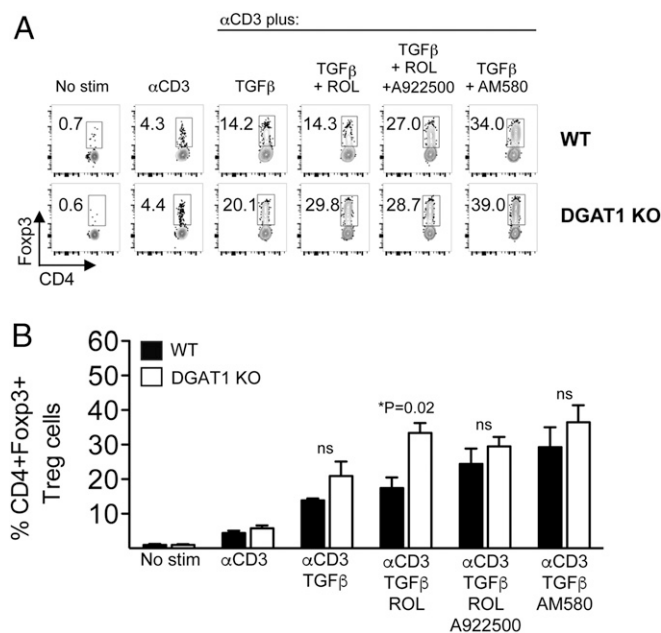 A
αCD3 plus:
No stim
αCD3
TGFβ
TGFβ
+ ROL
TGFβ
+ ROL
+A922500
TGFβ
+ AM580
0.7
4.3
14.2
14.3
27.0
34.0
WT
0.6
4.4
20.1
29.8
28.7
39.0
DGAT1 KO
Foxp3
CD4
B
% CD4+Foxp3+
Treg cells
60
50
40
30
20
10
WT
DGAT1 KO
ns
*P=0.02
ns
ns
No stim
αCD3
αCD3
TGFβ
αCD3
TGFβ
ROL
αCD3
TGFβ
ROL
A922500
αCD3
TGFβ
AM580